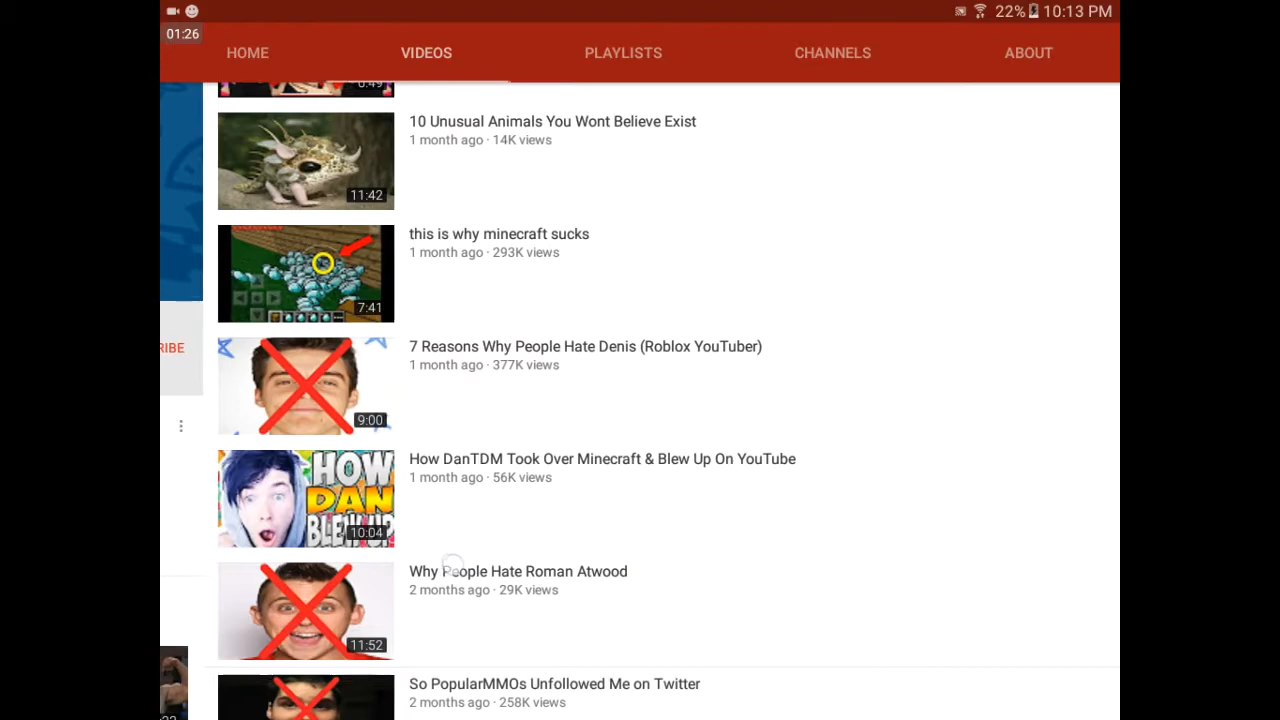 22% 10:13 PM
01:26
HOME VIDEOS PLAYLISTS CHANNELS ABOUT
10 Unusual Animals You Wont Believe Exist
1 month ago · 14K views
11:42
this is why minecraft sucks
1 month ago · 293K views
7:41
RIBE
7 Reasons Why People Hate Denis (Roblox YouTuber)
1 month ago · 377K views
9:00
How DanTDM Took Over Minecraft & Blew Up On YouTube
1 month ago · 56K views
HOW
DAN
BLEW UP
10:04
Why People Hate Roman Atwood
2 months ago · 29K views
11:52
So PopularMMOs Unfollowed Me on Twitter
2 months ago · 258K views